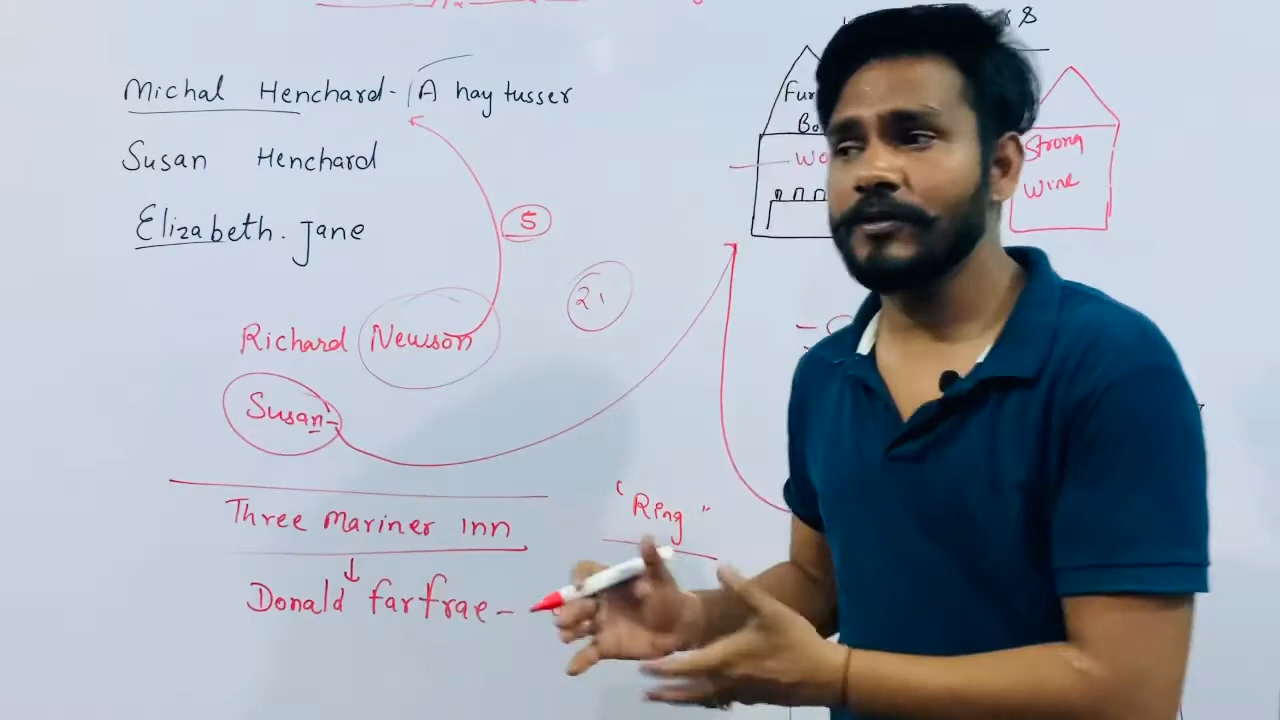 Michal Henchard - A hay tusser
Susan Henchard
Elizabeth. Jane
5
21
Richard Newson
Susan -
Three Mariner Inn
Donald farfrae -
"Ring"
Strong
Wine